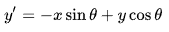 y′ = −x sin θ + y cos θ